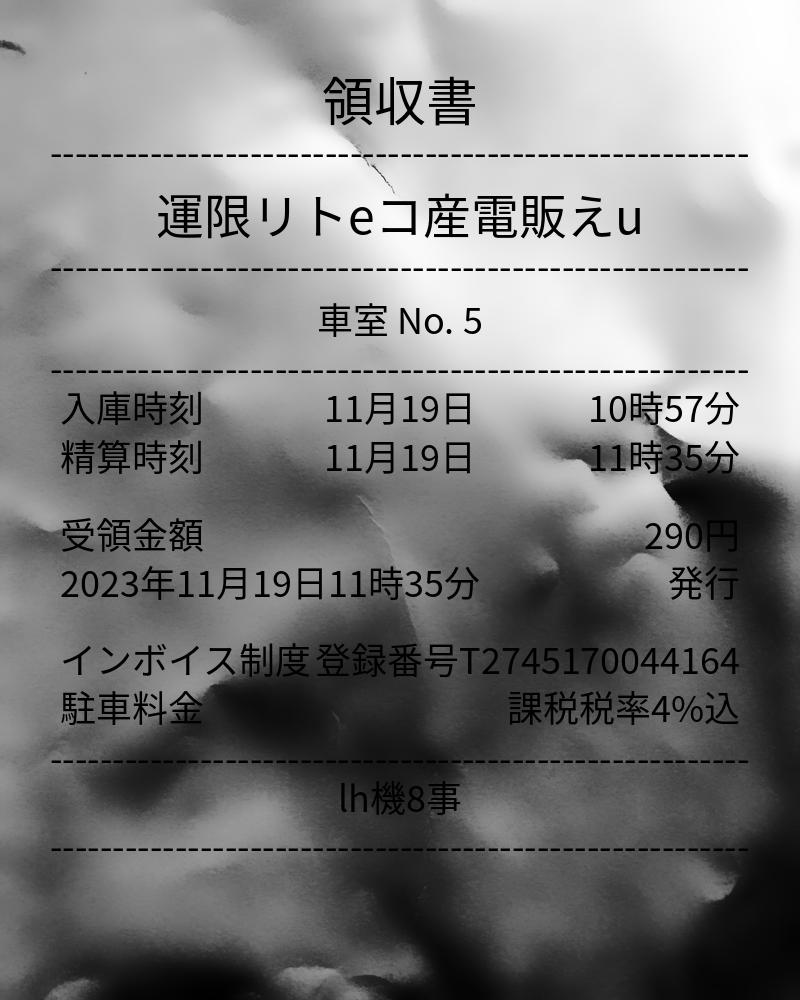 領収書
運限リトeコ産電販えu
車室 No. 5
入庫時刻 11月19日 10時57分
精算時刻 11月19日 11時35分
受領金額 290円
2023年11月19日11時35分 発行
インボイス制度 登録番号T2745170044164
駐車料金 課税税率4%込
lh機8事